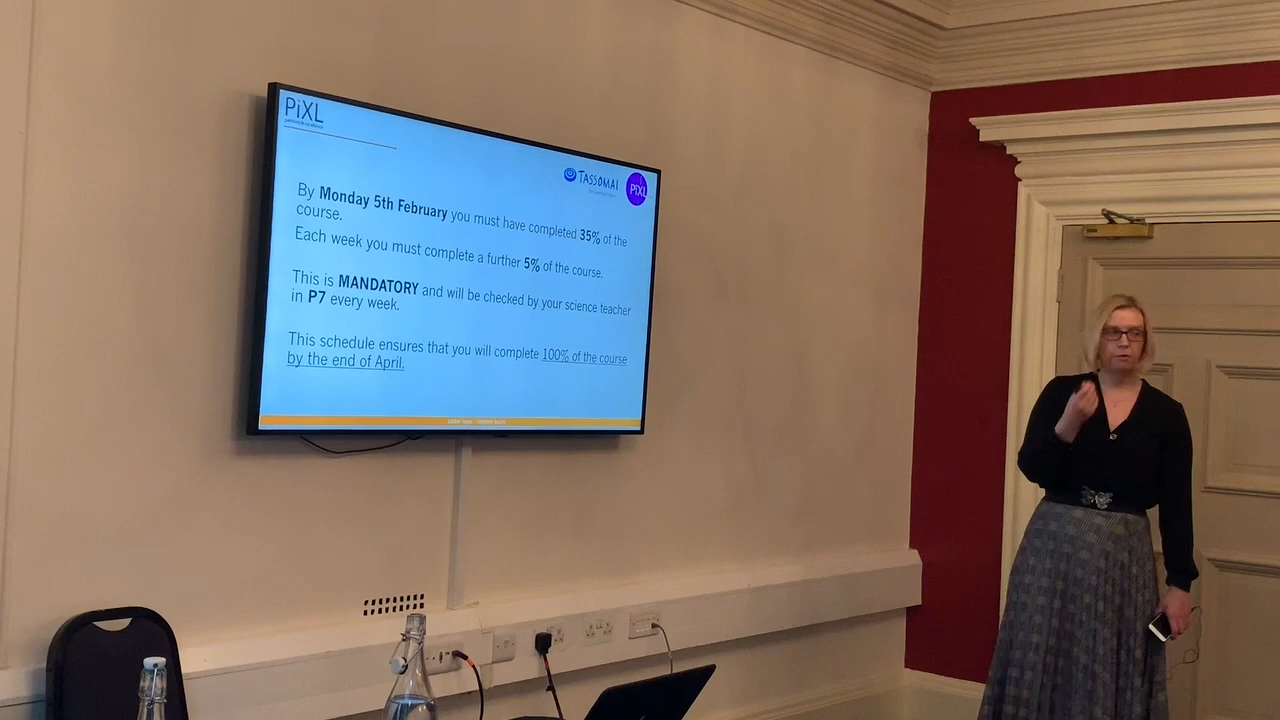 PiXL
TASSOMAI
PIXL
By Monday 5th February you must have completed 35% of the
course.
Each week you must complete a further 5% of the course.
This is MANDATORY and will be checked by your science teacher
in P7 every week.
This schedule ensures that you will complete 100% of the course
by the end of April.